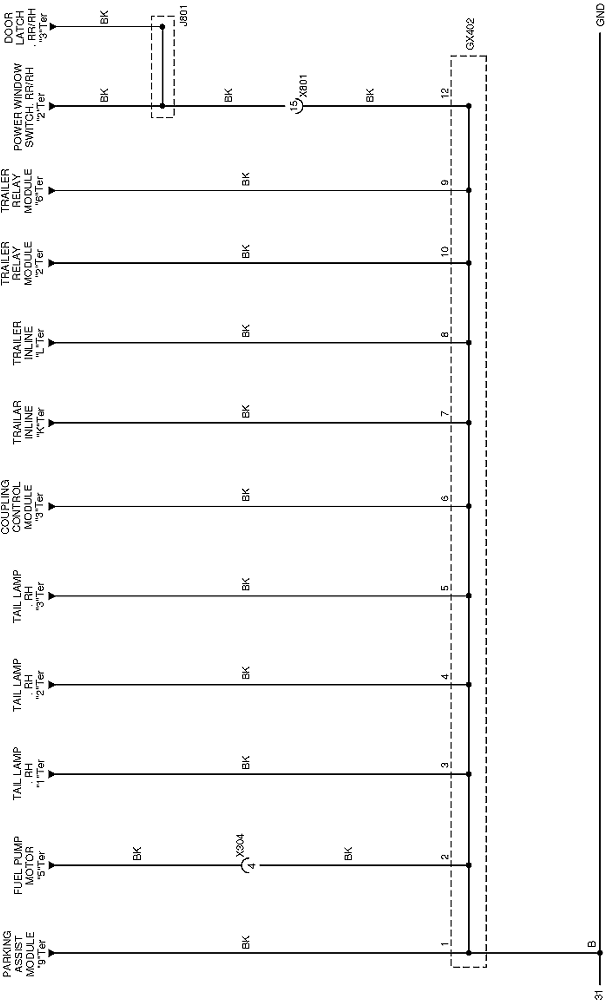 PARKING
ASSIST
MODULE
"9"Ter
BK
1
FUEL PUMP
MOTOR
"5"Ter
BK
X304
4
BK
2
TAIL LAMP
. RH
"1"Ter
BK
3
TAIL LAMP
. RH
"2"Ter
BK
4
TAIL LAMP
. RH
"3"Ter
BK
5
COUPLING
CONTROL
MODULE
"3"Ter
BK
6
TRAILAR
INLINE
"K"Ter
BK
7
TRAILER
INLINE
"L"Ter
BK
8
TRAILER
RELAY
MODULE
"2"Ter
BK
10
TRAILER
RELAY
MODULE
"6"Ter
BK
9
POWER WINDOW
SWITCH. RR/RH
"2"Ter
BK
BK
X801
15
BK
12
DOOR
LATCH
. RR/RH
"3"Ter
BK
J801
GX402
B
31
GND